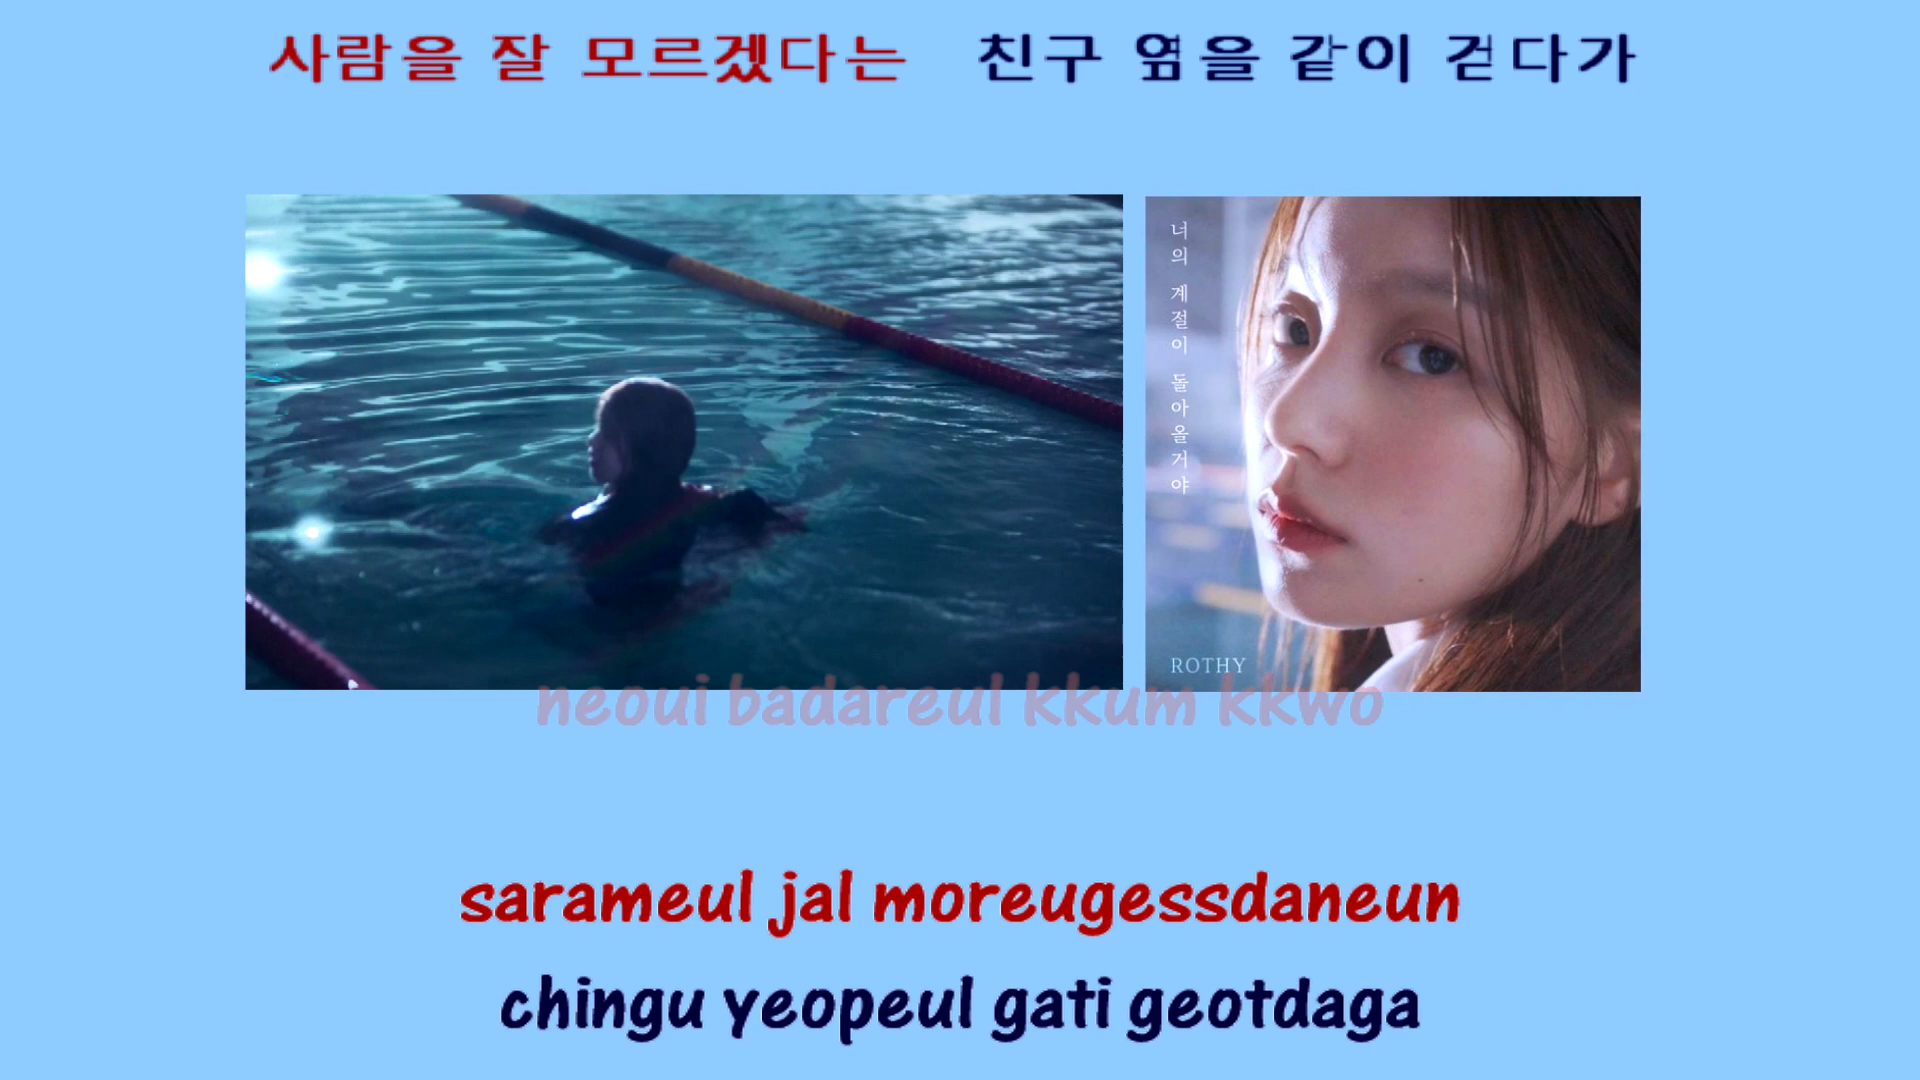 사람을 잘 모르겠다는 친구 옆을 같이 걷다가
너의 계절이 돌아올거야
ROTHY
neoui badareul kkum kkwo
sarameul jal moreugessdaneun
chingu yeopeul gati geotdaga